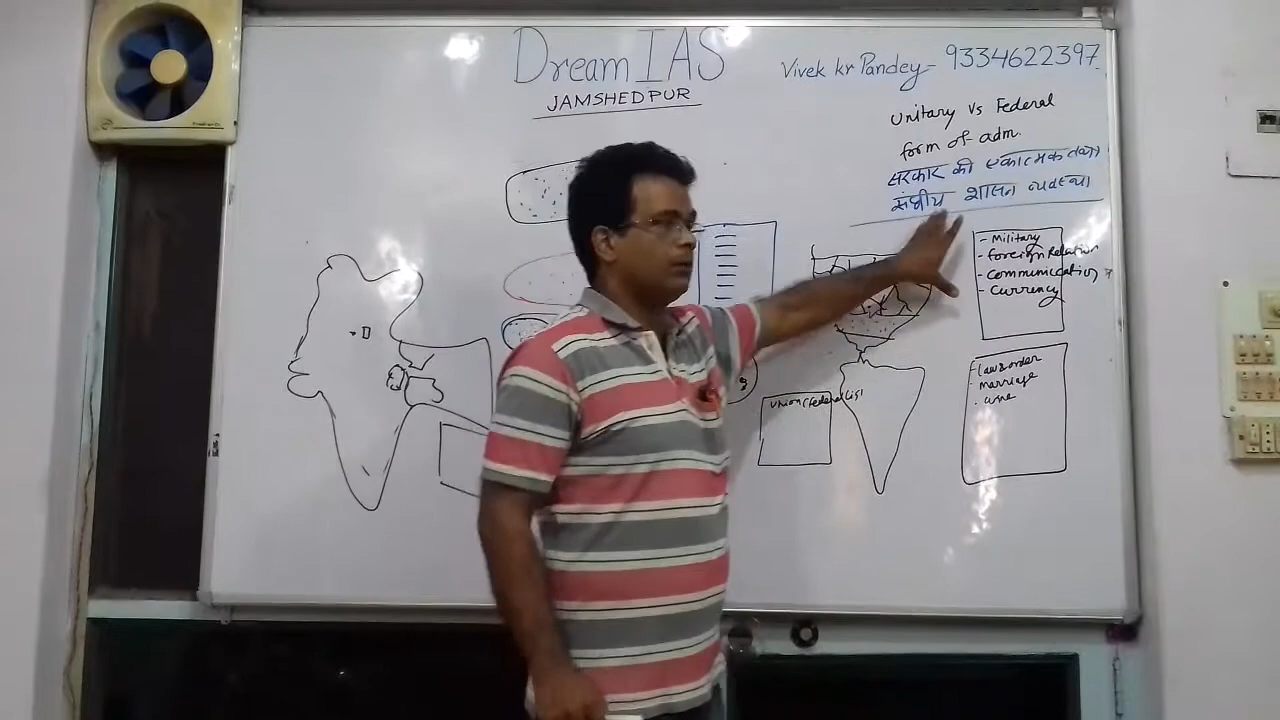 Dream IAS
JAMSHEDPUR
Vivek kr Pandey- 9334622397
Unitary Vs Federal
form of adm.
सरकार की एकात्मक तथा
संघीय शासन व्यवस्था
- Military
- Foreign Relation
- Communication
- Currency
Union (Federal Lis
- Law & order
- marriage